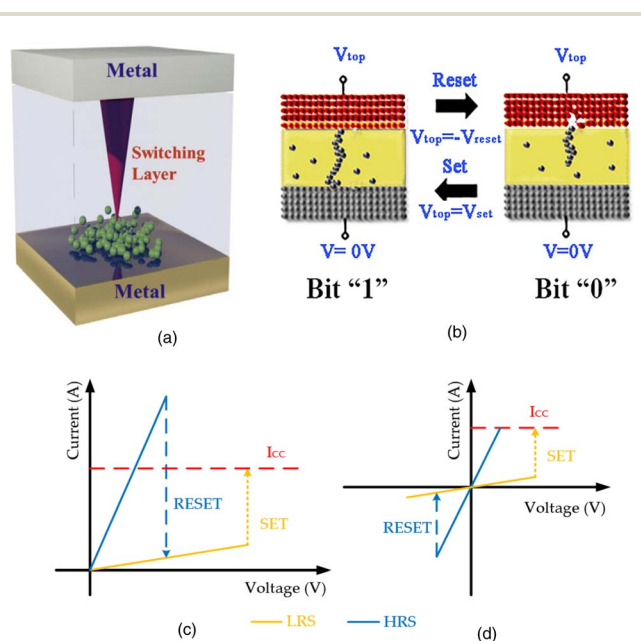 Metal
Switching
Layer
Metal
(a)
Vtop
Reset
Vtop=-Vreset
Set
Vtop=Vset
V= 0V
Bit “1”
Vtop
V=0V
Bit “0”
(b)
Current (A)
Icc
RESET
SET
Voltage (V)
(c)
Current (A)
Icc
SET
Voltage (V)
RESET
(d)
LRS
HRS